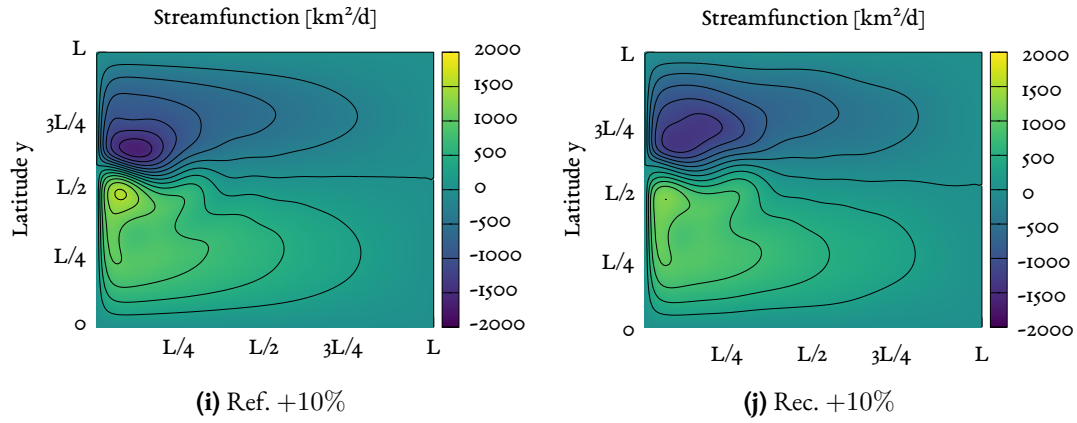 Streamfunction [km²/d]
L
3L/4
L/2
L/4
0
Latitude y
L/4 L/2 3L/4 L
2000
1500
1000
500
0
-500
-1000
-1500
-2000
(i) Ref. +10%
Streamfunction [km²/d]
L
3L/4
L/2
L/4
0
Latitude y
L/4 L/2 3L/4 L
2000
1500
1000
500
0
-500
-1000
-1500
-2000
(j) Rec. +10%